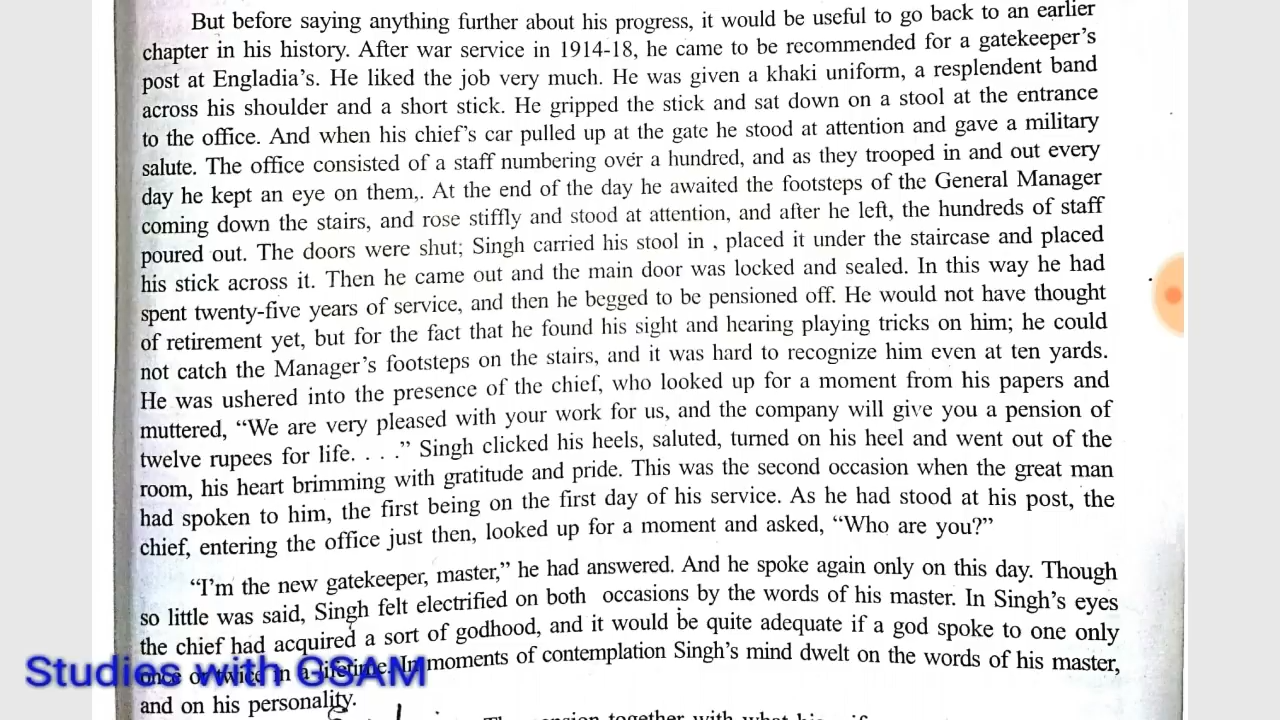 But before saying anything further about his progress, it would be useful to go back to an earlier
chapter in his history. After war service in 1914-18, he came to be recommended for a gatekeeper's
post at Engladia's. He liked the job very much. He was given a khaki uniform, a resplendent band
across his shoulder and a short stick. He gripped the stick and sat down on a stool at the entrance
to the office. And when his chief's car pulled up at the gate he stood at attention and gave a military
salute. The office consisted of a staff numbering over a hundred, and as they trooped in and out every
day he kept an eye on them,. At the end of the day he awaited the footsteps of the General Manager
coming down the stairs, and rose stiffly and stood at attention, and after he left, the hundreds of staff
poured out. The doors were shut; Singh carried his stool in , placed it under the staircase and placed
his stick across it. Then he came out and the main door was locked and sealed. In this way he had
spent twenty-five years of service, and then he begged to be pensioned off. He would not have thought
of retirement yet, but for the fact that he found his sight and hearing playing tricks on him; he could
not catch the Manager's footsteps on the stairs, and it was hard to recognize him even at ten yards.
He was ushered into the presence of the chief, who looked up for a moment from his papers and
muttered, "We are very pleased with your work for us, and the company will give you a pension of
twelve rupees for life. . . ." Singh clicked his heels, saluted, turned on his heel and went out of the
room, his heart brimming with gratitude and pride. This was the second occasion when the great man
had spoken to him, the first being on the first day of his service. As he had stood at his post, the
chief, entering the office just then, looked up for a moment and asked, "Who are you?"
"I'm the new gatekeeper, master," he had answered. And he spoke again only on this day. Though
so little was said, Singh felt electrified on both occasions by the words of his master. In Singh's eyes
the chief had acquired a sort of godhood, and it would be quite adequate if a god spoke to one only
once or twice in a lifetime. In moments of contemplation Singh's mind dwelt on the words of his master,
Studies with GSAM
and on his personality.
together with what his